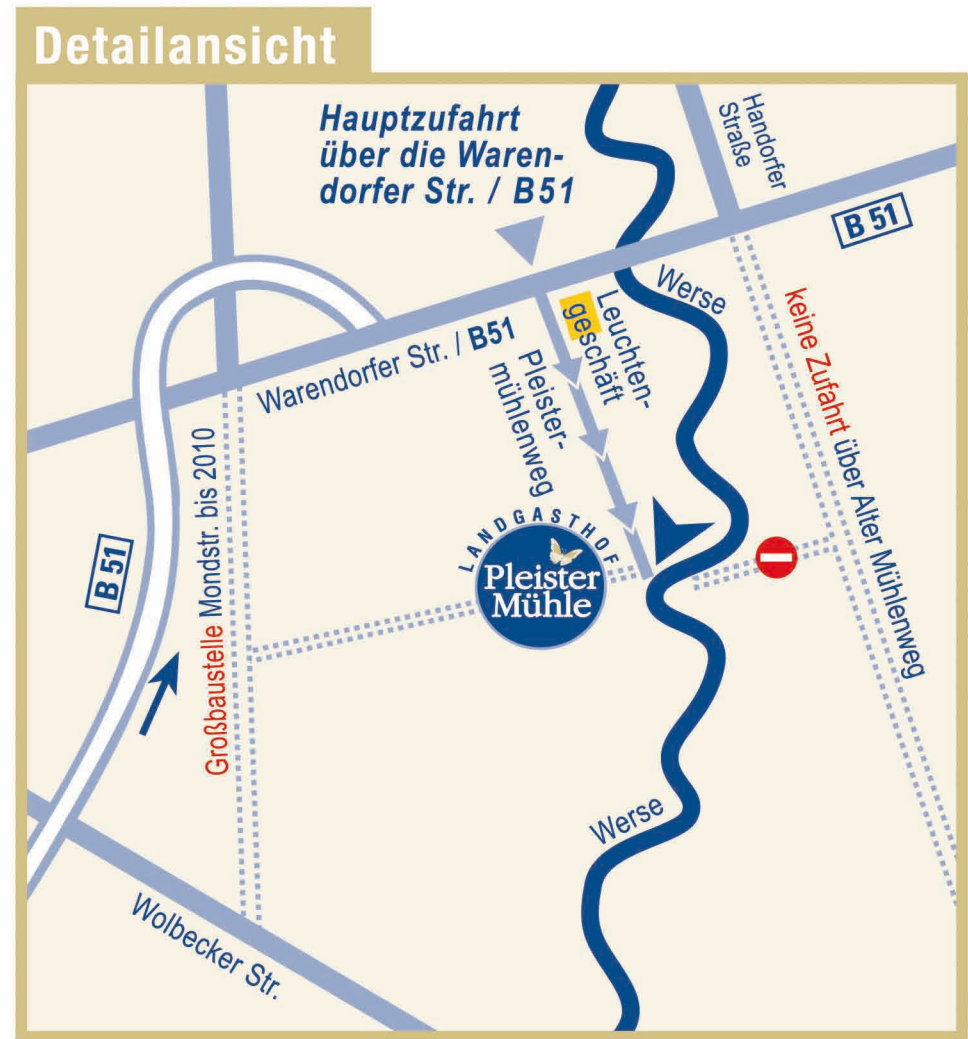 Detailansicht
Hauptzufahrt
über die Waren-
dorfer Str. / B51
Handorfer
Straße
B 51
Werse
Leuchten-
geschäft
Warendorfer Str. / B51
Pleister-
mühlenweg
keine Zufahrt über Alter Mühlenweg
Großbaustelle Mondstr. bis 2010
B 51
LANDGASTHOF
Pleister
Mühle
Werse
Wolbecker Str.